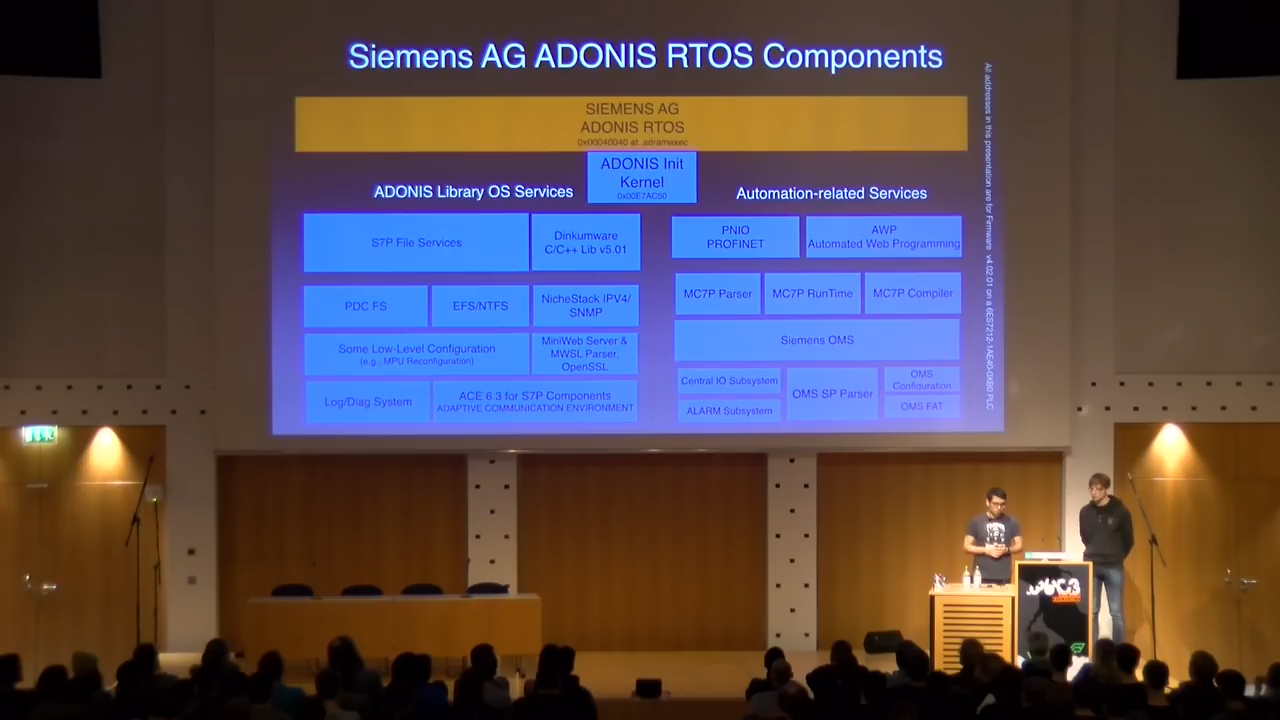 Siemens AG ADONIS RTOS Components
SIEMENS AG
ADONIS RTOS
0x00040040 at .sdramexec
ADONIS Init
Kernel
0x00E7AC50
ADONIS Library OS Services
S7P File Services
Dinkumware
C/C++ Lib v5.01
PDC FS
EFS/NTFS
NicheStack IPV4/
SNMP
Some Low-Level Configuration
(e.g., MPU Reconfiguration)
MiniWeb Server &
MWSL Parser,
OpenSSL
Log/Diag System
ACE 6.3 for S7P Components
ADAPTIVE COMMUNICATION ENVIRONMENT
Automation-related Services
PNIO
PROFINET
AWP
Automated Web Programming
MC7P Parser
MC7P RunTime
MC7P Compiler
Siemens OMS
Central IO Subsystem
ALARM Subsystem
OMS SP Parser
OMS
Configuration
OMS FAT
All addresses in this presentation are for Firmware v4.02.01 on a 6ES7212-1AE40-0XB0 PLC